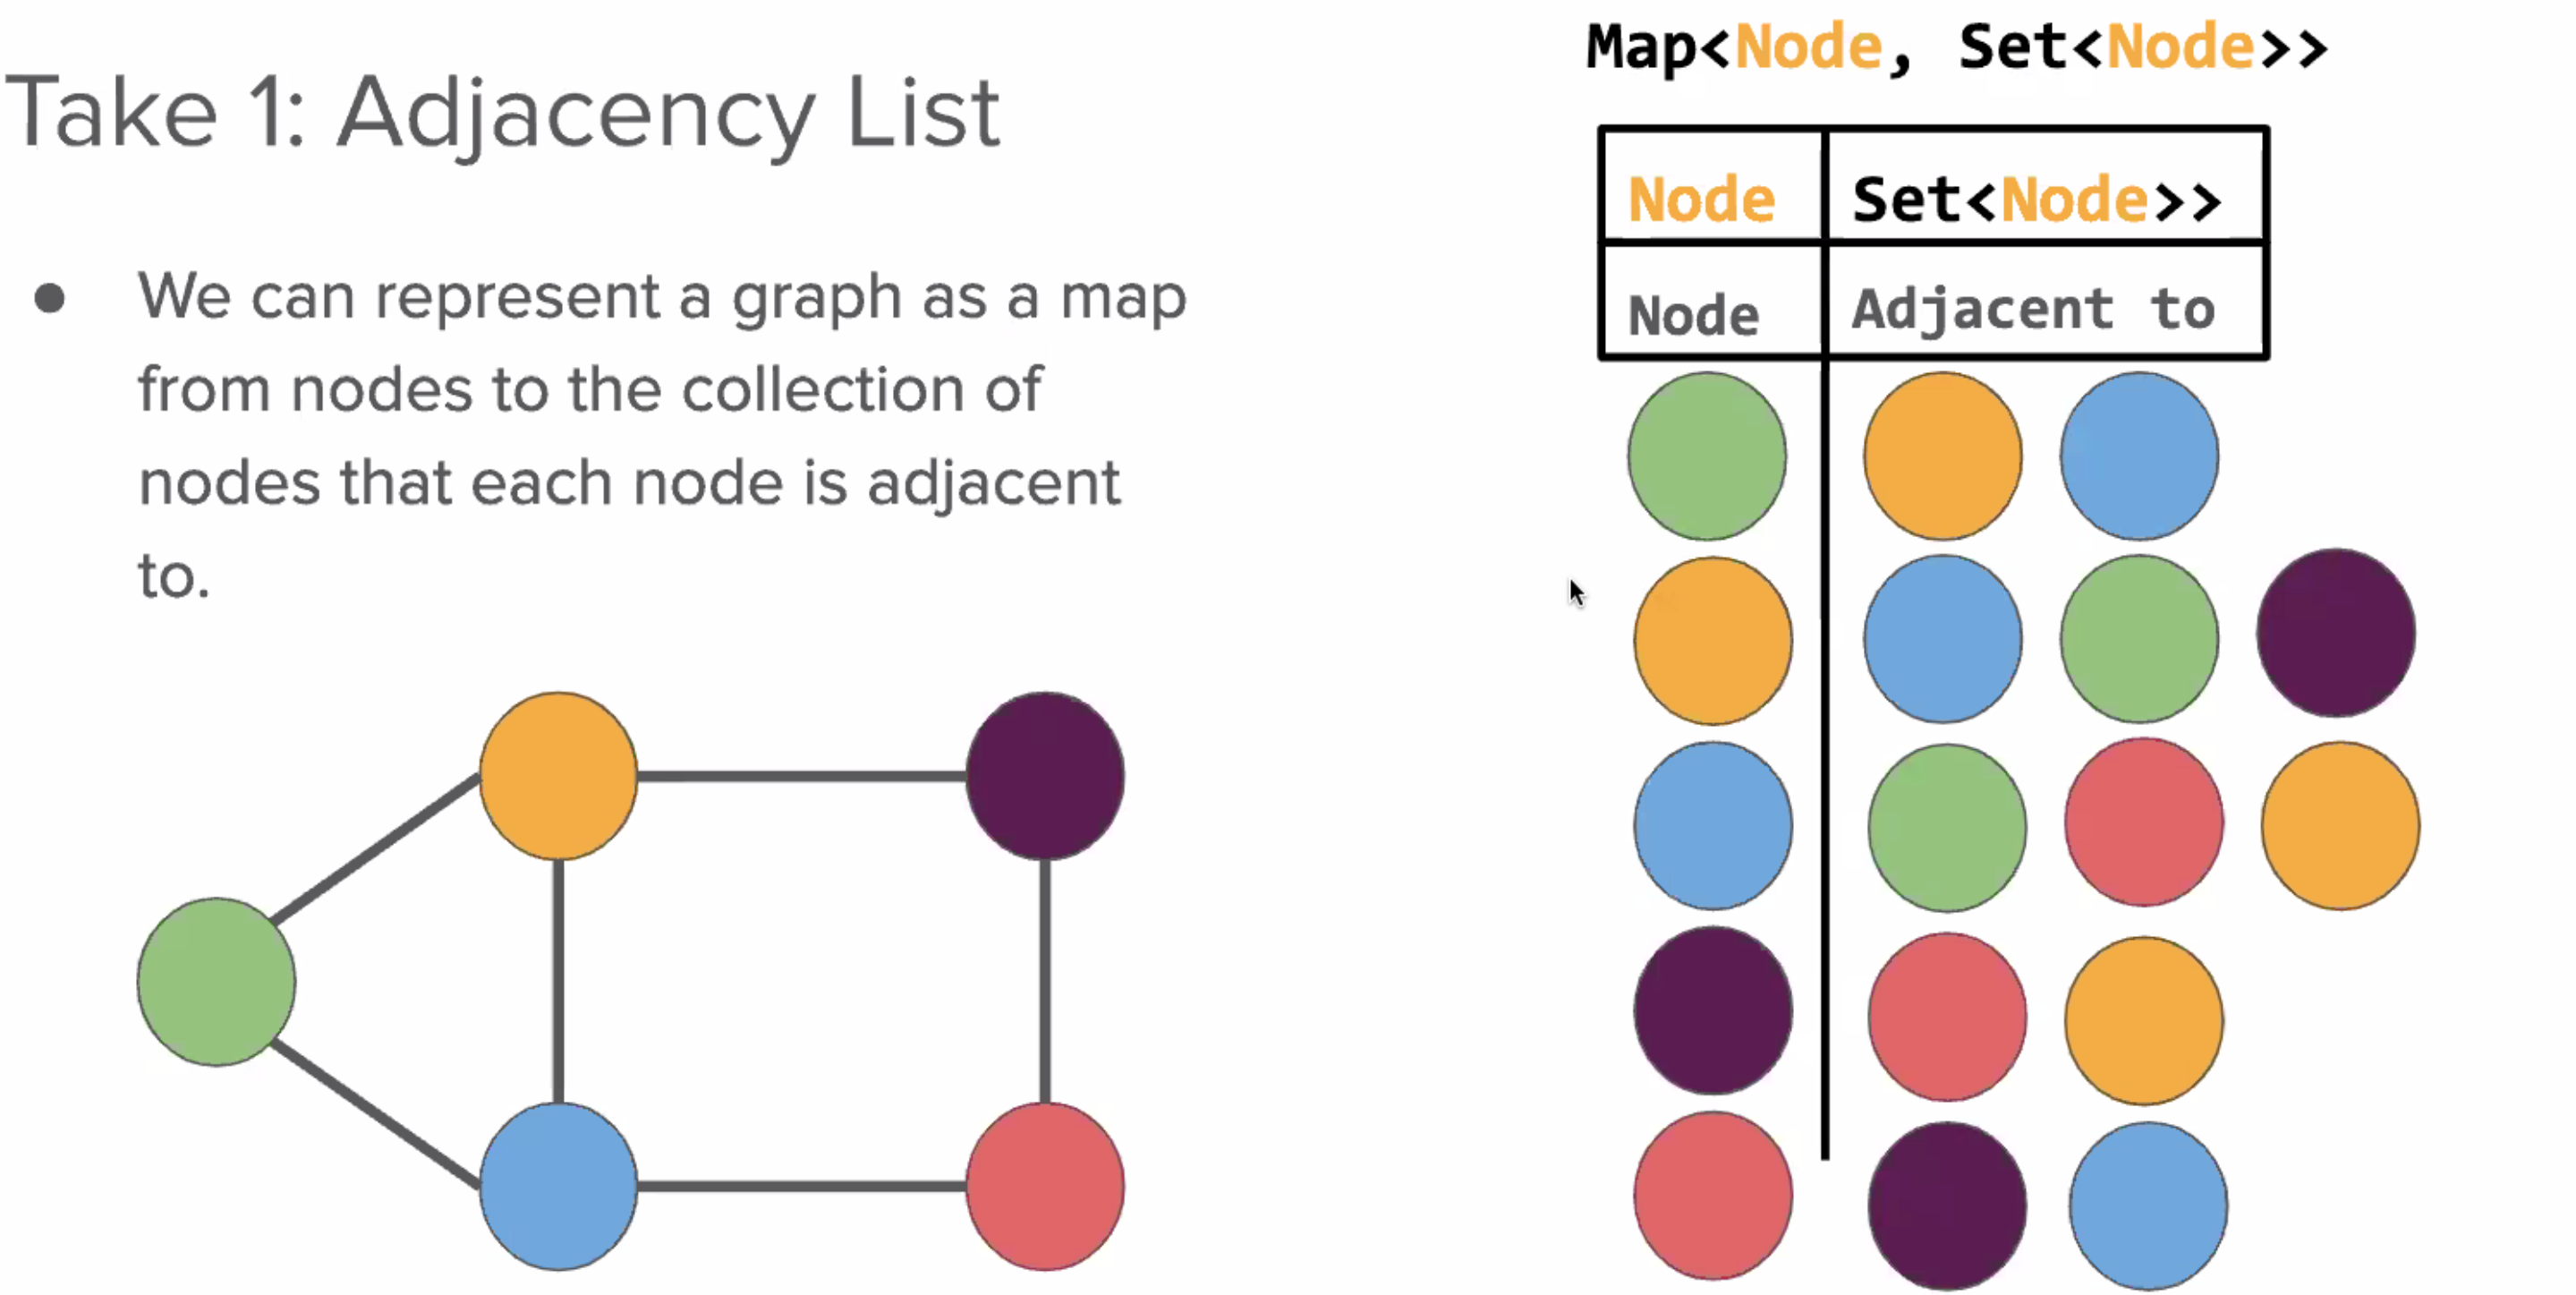 Take 1: Adjacency List
● We can represent a graph as a map
from nodes to the collection of
nodes that each node is adjacent
to.
Map<Node, Set<Node>>
Node Set<Node>>
Node Adjacent to